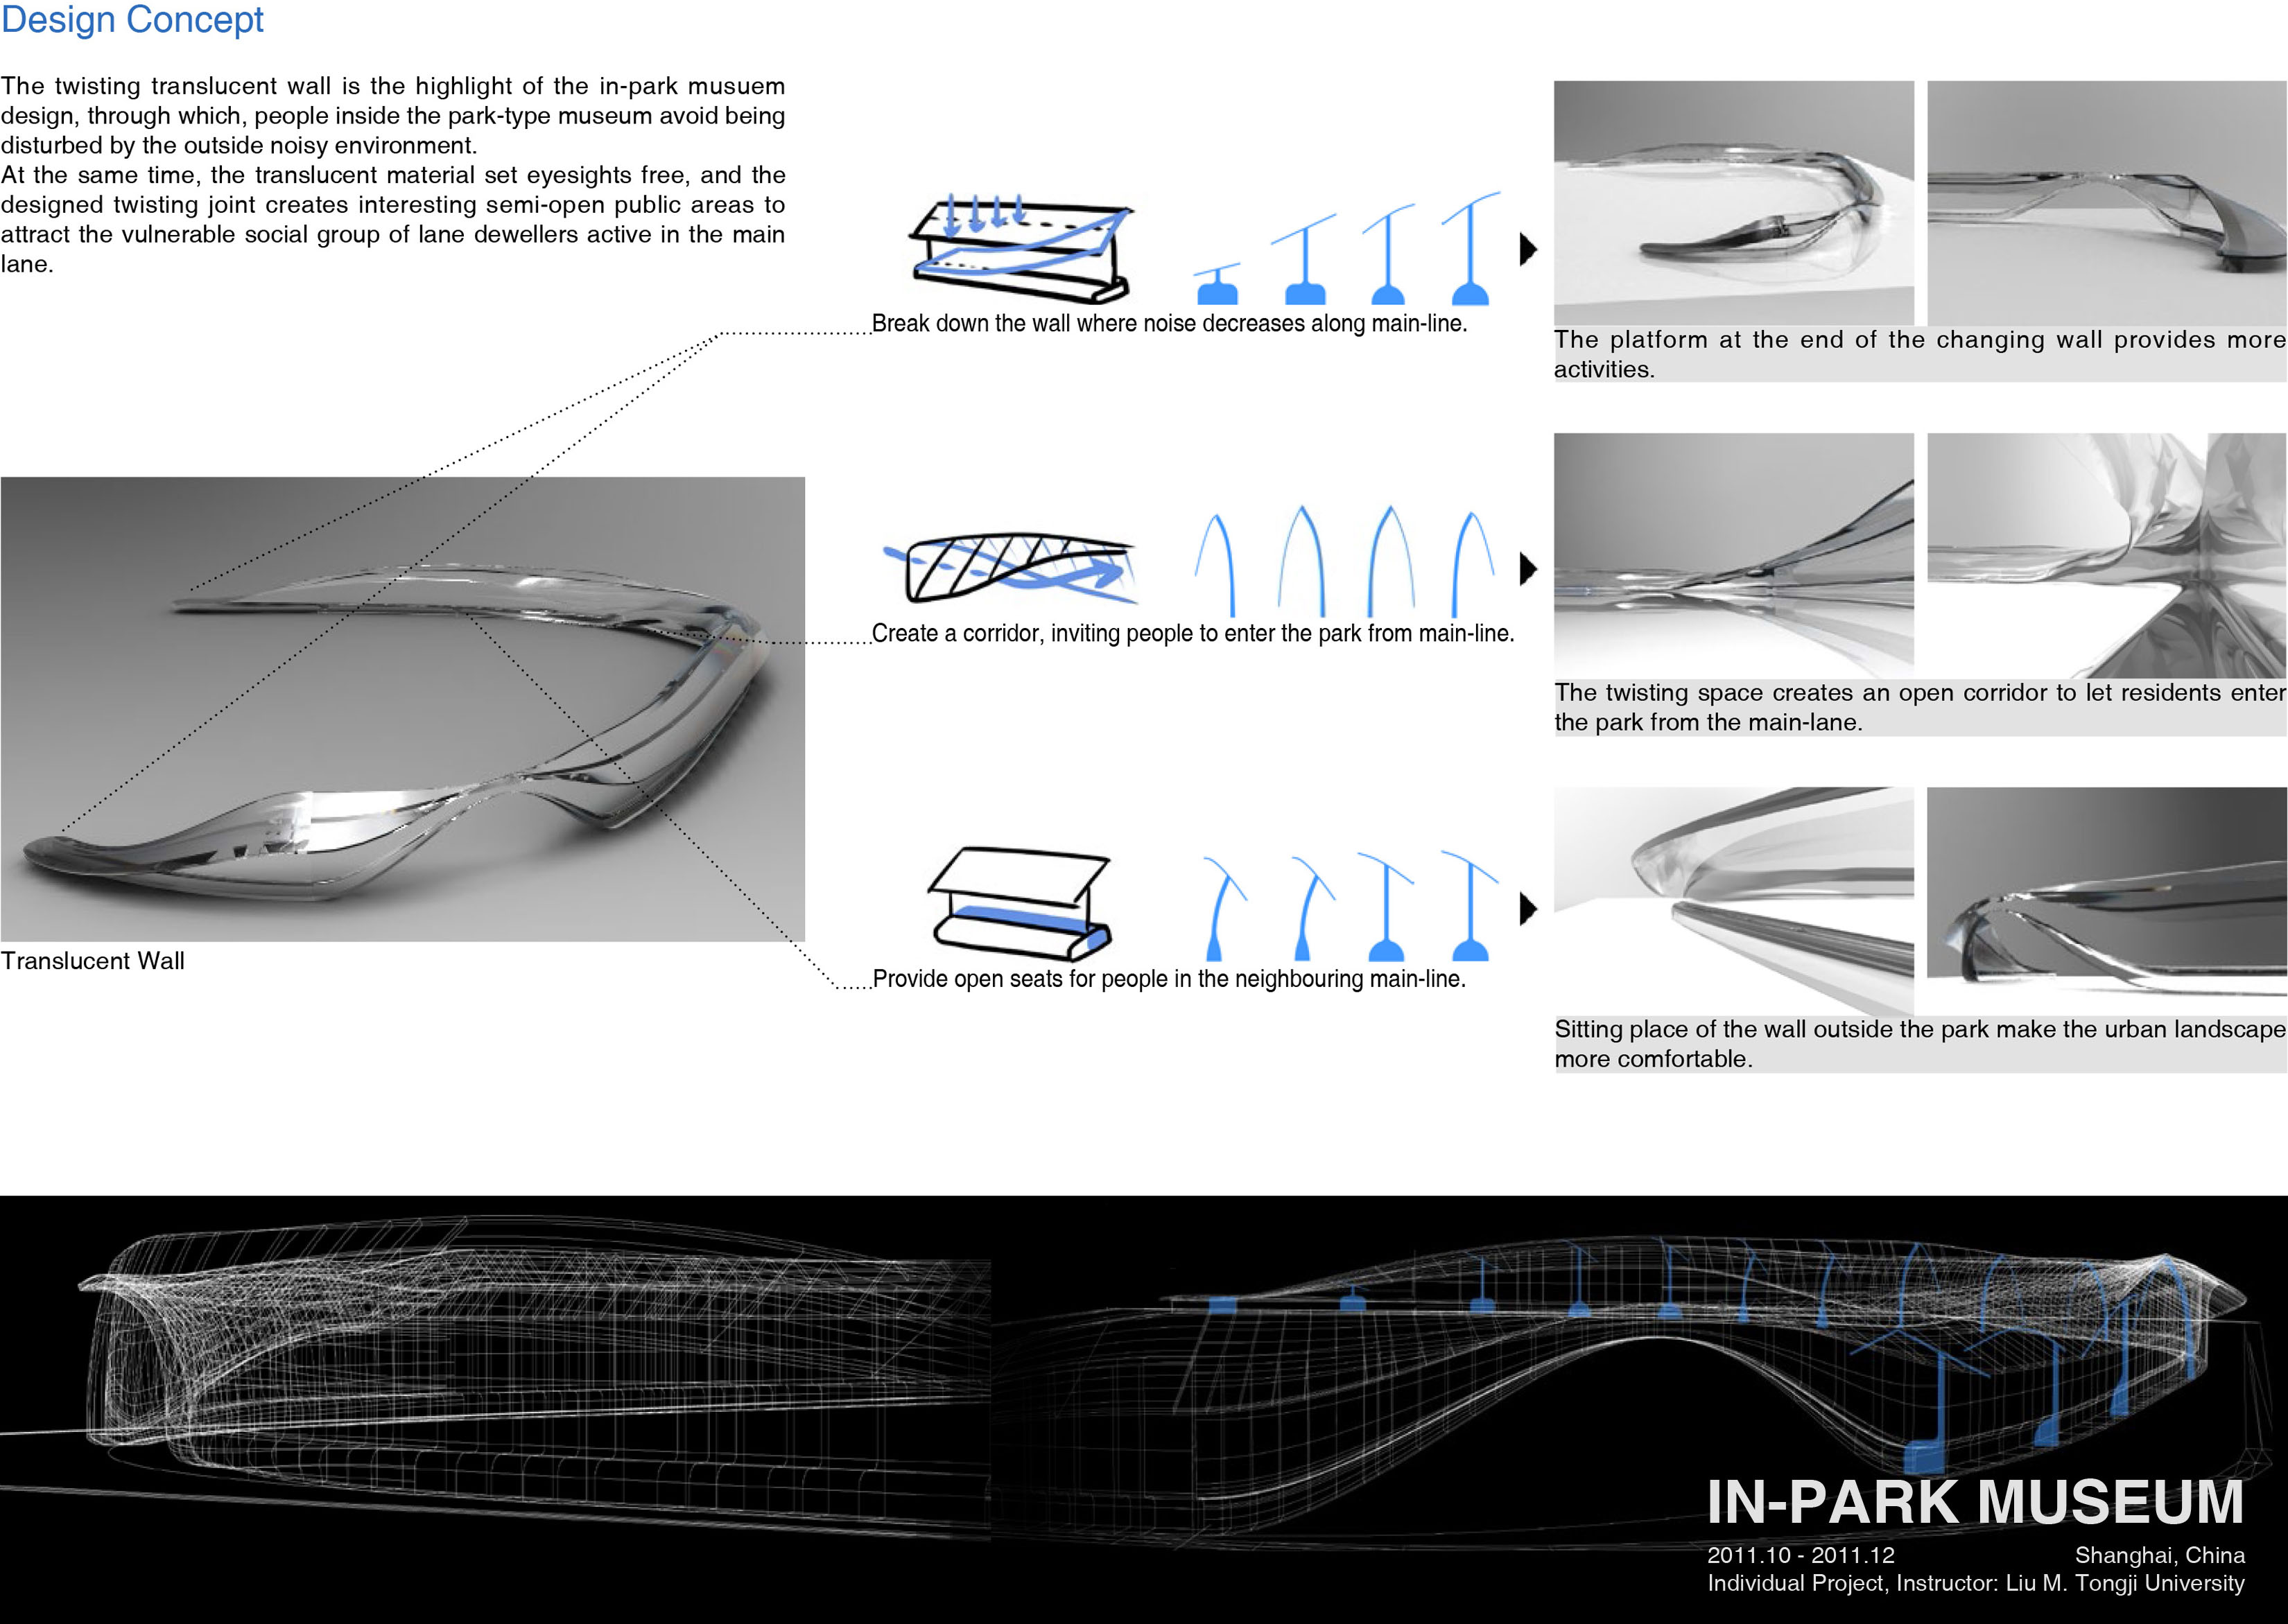 Design Concept
The twisting translucent wall is the highlight of the in-park musuem
design, through which, people inside the park-type museum avoid being
disturbed by the outside noisy environment.
At the same time, the translucent material set eyesights free, and the
designed twisting joint creates interesting semi-open public areas to
attract the vulnerable social group of lane dewellers active in the main
lane.
Break down the wall where noise decreases along main-line.
The platform at the end of the changing wall provides more
activities.
Create a corridor, inviting people to enter the park from main-line.
The twisting space creates an open corridor to let residents enter
the park from the main-lane.
Translucent Wall
Provide open seats for people in the neighbouring main-line.
Sitting place of the wall outside the park make the urban landscape
more comfortable.
IN-PARK MUSEUM
2011.10 - 2011.12 Shanghai, China
Individual Project, Instructor: Liu M. Tongji University